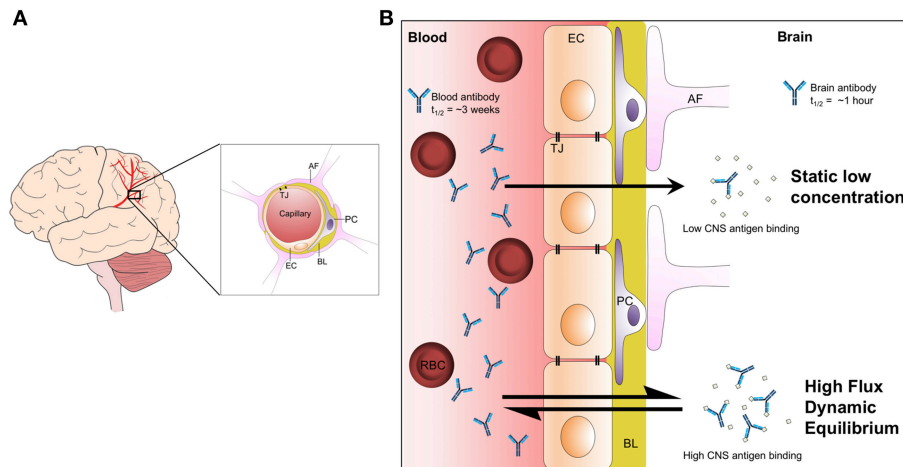 A
AF
TJ
Capillary
PC
EC
BL
B
Blood
EC
Brain
Blood antibody
t1/2 = ~3 weeks
AF
Brain antibody
t1/2 = ~1 hour
TJ
Static low
concentration
Low CNS antigen binding
PC
RBC
High Flux
Dynamic
Equilibrium
BL
High CNS antigen binding